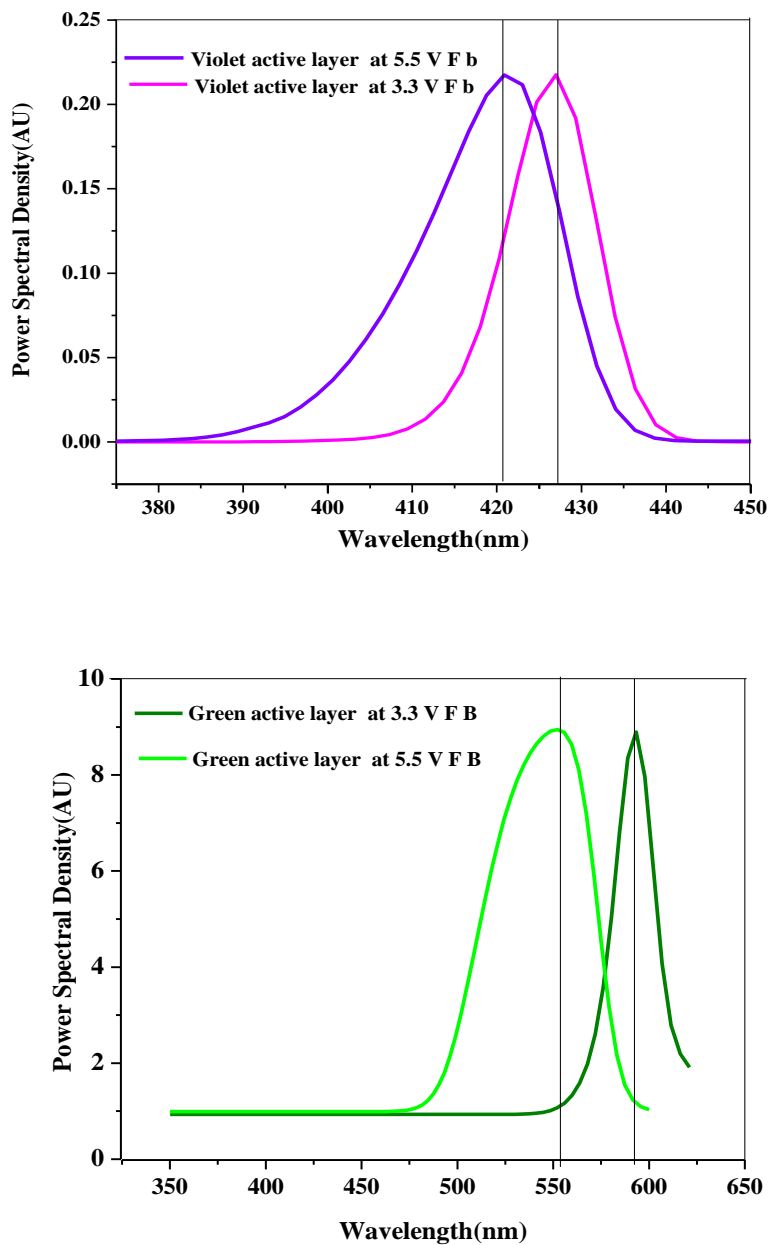 0.25
0.20
0.15
0.10
0.05
0.00
Power Spectral Density(AU)
Violet active layer at 5.5 V F b
Violet active layer at 3.3 V F b
380 390 400 410 420 430 440 450
Wavelength(nm)
10
8
6
4
2
0
Power Spectral Density(AU)
Green active layer at 3.3 V F B
Green active layer at 5.5 V F B
350 400 450 500 550 600 650
Wavelength(nm)